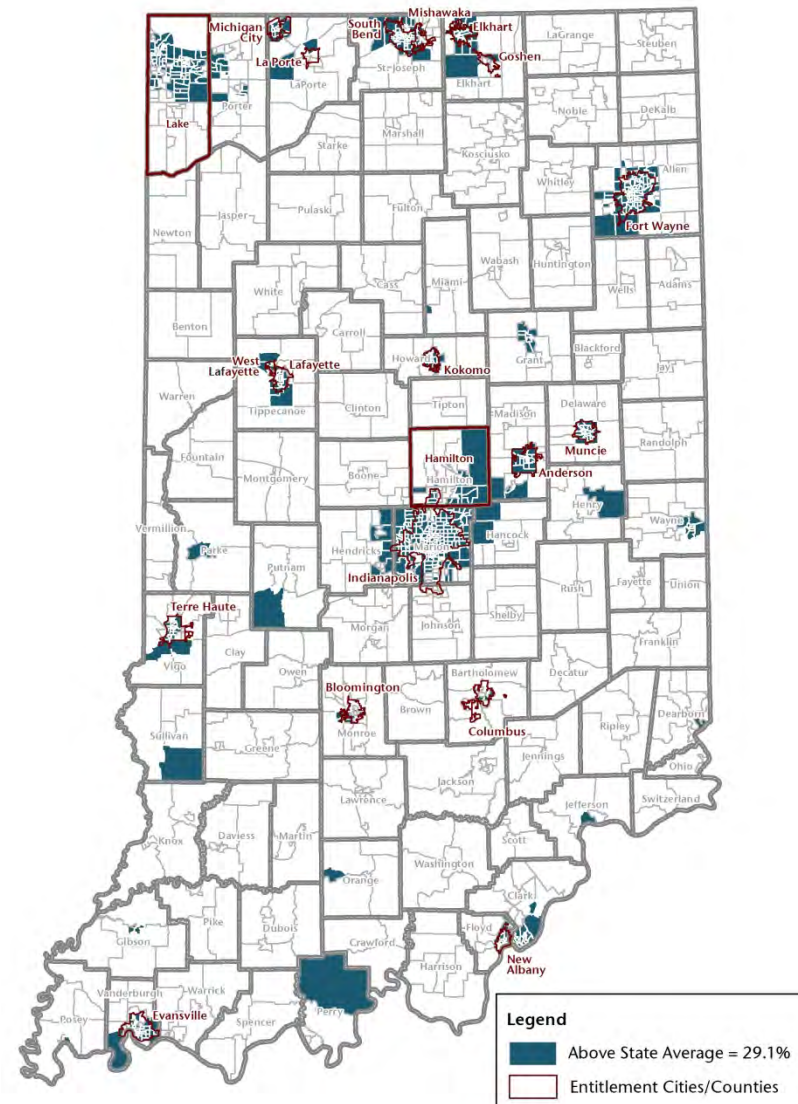 Michigan
City
South
Bend
Mishawaka
Elkhart
La Porte
Goshen
LaPorte
St. Joseph
Elkhart
LaGrange
Steuben
Porter
Lake
Noble
DeKalb
Marshall
Starke
Kosciusko
Allen
Whitley
Fort Wayne
Newton
Jasper
Pulaski
Fulton
Wabash
Huntington
White
Cass
Miami
Wells
Adams
Benton
Carroll
Grant
Blackford
Jay
West
Lafayette
Lafayette
Howard
Kokomo
Tippecanoe
Warren
Clinton
Tipton
Madison
Delaware
Muncie
Randolph
Fountain
Montgomery
Boone
Hamilton
Hamilton
Anderson
Henry
Wayne
Vermillion
Parke
Putnam
Hendricks
Marion
Hancock
Indianapolis
Rush
Fayette
Union
Shelby
Terre Haute
Vigo
Clay
Owen
Morgan
Johnson
Franklin
Decatur
Bloomington
Monroe
Brown
Bartholomew
Columbus
Dearborn
Ripley
Ohio
Sullivan
Greene
Jennings
Jackson
Switzerland
Jefferson
Lawrence
Knox
Daviess
Martin
Scott
Washington
Orange
Clark
Pike
Dubois
Gibson
Crawford
Floyd
Harrison
New
Albany
Vanderburgh
Warrick
Evansville
Posey
Spencer
Perry
Legend
Above State Average = 29.1%
Entitlement Cities/Counties